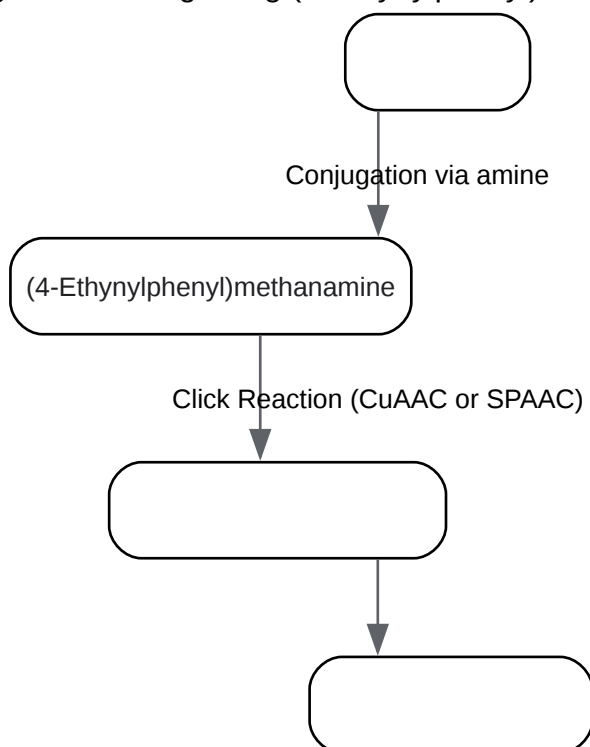 Conjugation via amine
(4-Ethynylphenyl)methanamine
Click Reaction (CuAAC or SPAAC)